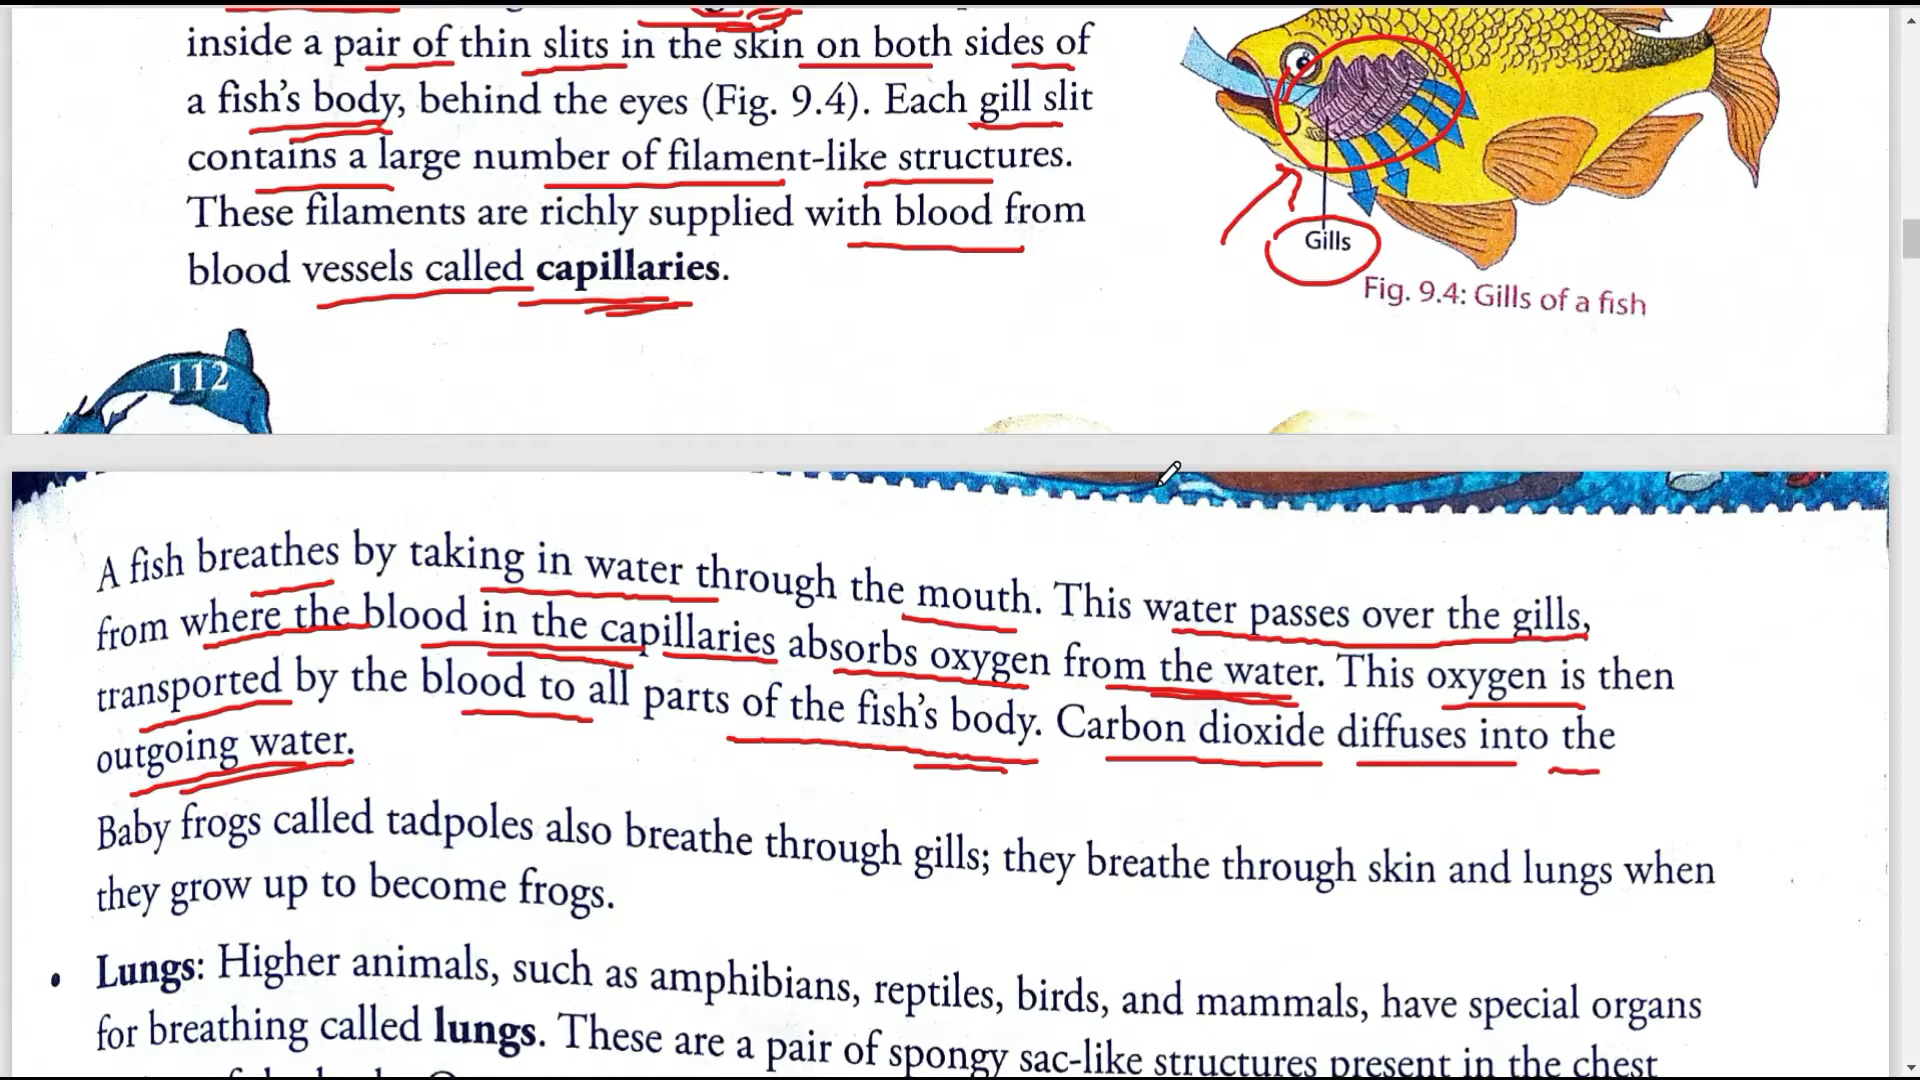 inside a pair of thin slits in the skin on both sides of
a fish's body, behind the eyes (Fig. 9.4). Each gill slit
contains a large number of filament-like structures.
These filaments are richly supplied with blood from
blood vessels called capillaries.
Gills
Fig. 9.4: Gills of a fish
112
A fish breathes by taking in water through the mouth. This water passes over the gills,
from where the blood in the capillaries absorbs oxygen from the water. This oxygen is then
transported by the blood to all parts of the fish's body. Carbon dioxide diffuses into the
outgoing water.
Baby frogs called tadpoles also breathe through gills; they breathe through skin and lungs when
they grow up to become frogs.
• Lungs: Higher animals, such as amphibians, reptiles, birds, and mammals, have special organs
for breathing called lungs. These are a pair of spongy sac-like structures present in the chest